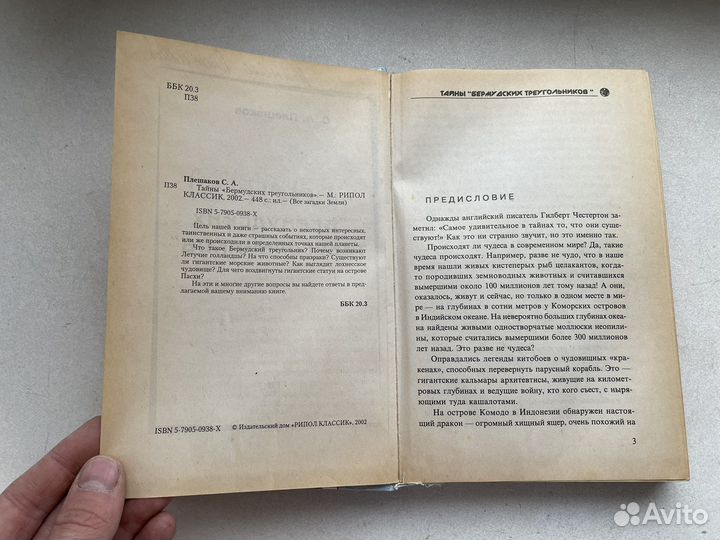 ББК 20.3
П38
Плешаков С. А.
П38 Тайны «Бермудских треугольников».— М.: РИПОЛ
КЛАССИК, 2002.— 448 с.: ил.— (Все загадки Земли)
ISBN 5-7905-0938-X
Цель нашей книги — рассказать о некоторых интересных,
таинственных и даже страшных событиях, которые происходят
или же происходили в определенных точках нашей планеты.
Что такое Бермудский треугольник? Почему возникают
Летучие голландцы? На что способны призраки? Существуют
ли гигантские морские животные? Как выглядит лохнесское
чудовище? Для чего воздвигнуты гигантские статуи на острове
Пасхи?
На эти и многие другие вопросы вы найдете ответы в пред-
лагаемой вашему вниманию книге.
ББК 20.3
ISBN 5-7905-0938-X
© Издательский дом «РИПОЛ КЛАССИК», 2002
ТАЙНЫ "БЕРМУДСКИХ ТРЕУГОЛЬНИКОВ"
ПРЕДИСЛОВИЕ
Однажды английский писатель Гилберт Честертон за-
метил: «Самое удивительное в тайнах то, что они суще-
ствуют!» Как это ни странно звучит, но это именно так.
Происходят ли чудеса в современном мире? Да, такие
чудеса происходят. Например, разве не чудо, что в наше
время нашли живых кистеперых рыб целакантов, когда-
то породивших земноводных животных и считавшихся
вымершими около 100 миллионов лет тому назад! А они,
оказалось, живут и сейчас, но только в одном месте в ми-
ре — на глубинах в сотни метров у Коморских островов
в Индийском океане. На невероятно больших глубинах оке-
ана найдены живыми одностворчатые моллюски неопили-
ны, которые считались вымершими более 300 миллионов
лет назад. Это разве не чудеса?
Оправдались легенды китобоев о чудовищных «кра-
кенах», способных перевернуть парусный корабль. Это —
гигантские кальмары архитевтисы, живущие на километ-
ровых глубинах и ведущие войну, кто кого съест, с ныря-
ющими туда кашалотами.
На острове Комодо в Индонезии обнаружен настоя-
щий дракон — огромный хищный ящер, очень похожий на
3
Avito